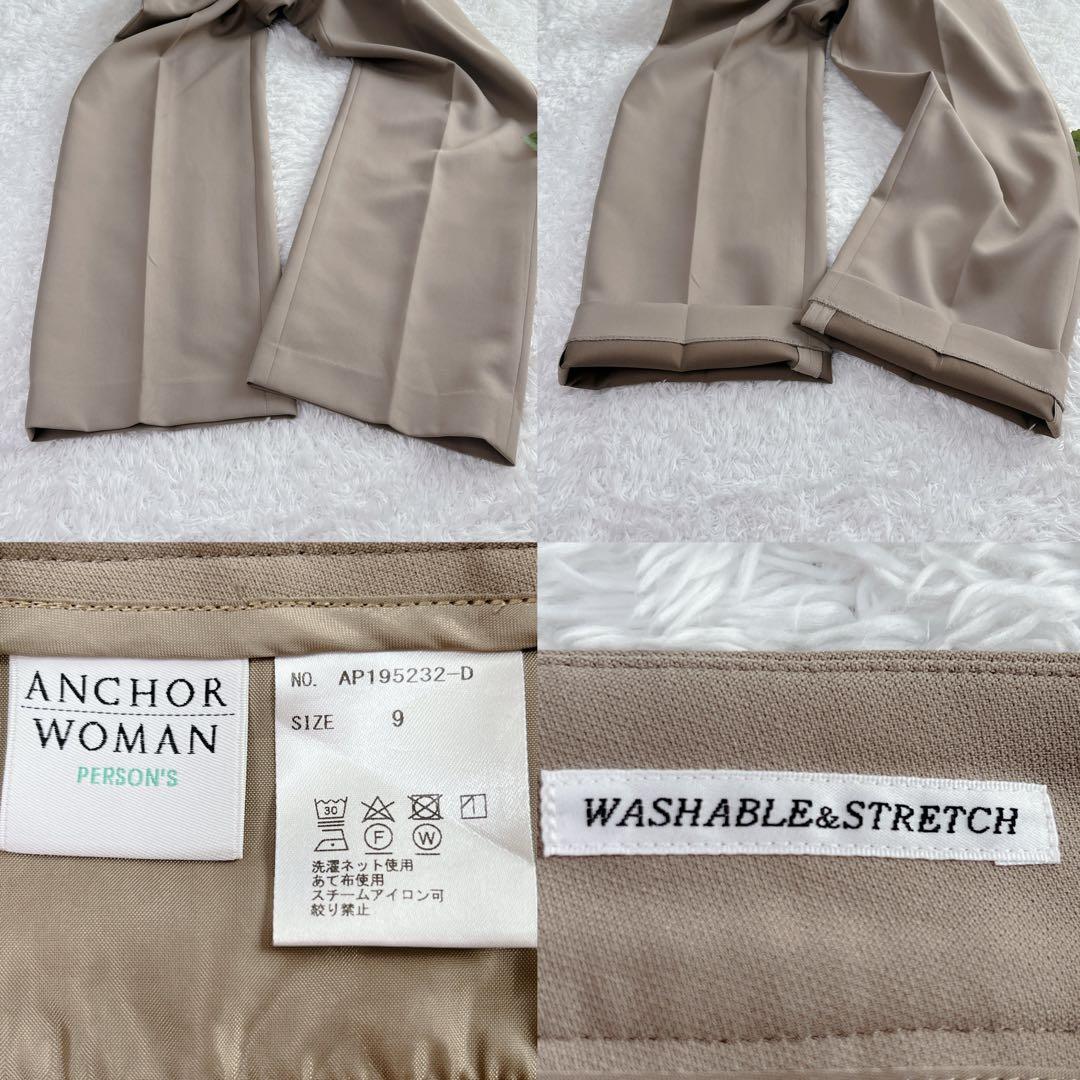 ANCHOR
WOMAN
PERSON'S
NO. AP195232-D
SIZE 9
30
F W
洗濯ネット使用
あて布使用
スチームアイロン可
絞り禁止
WASHABLE&STRETCH